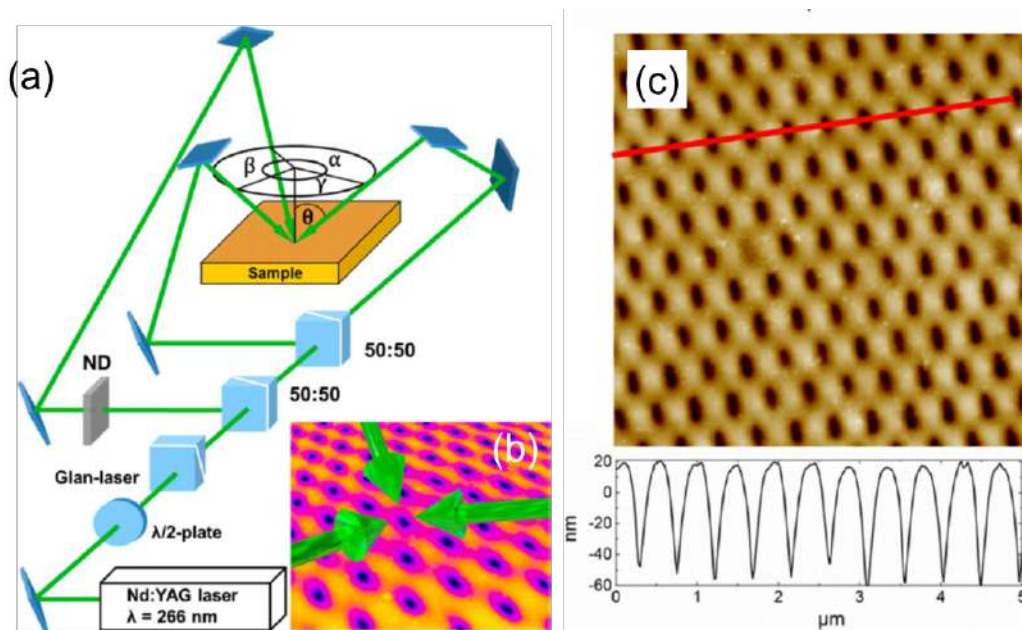 (a)
β
α
γ
θ
Sample
ND
50:50
50:50
Glan-laser
λ/2-plate
Nd:YAG laser
λ = 266 nm
(b)
(c)
20
0
-20
-40
-60
nm
0
1
2
3
4
5
µm